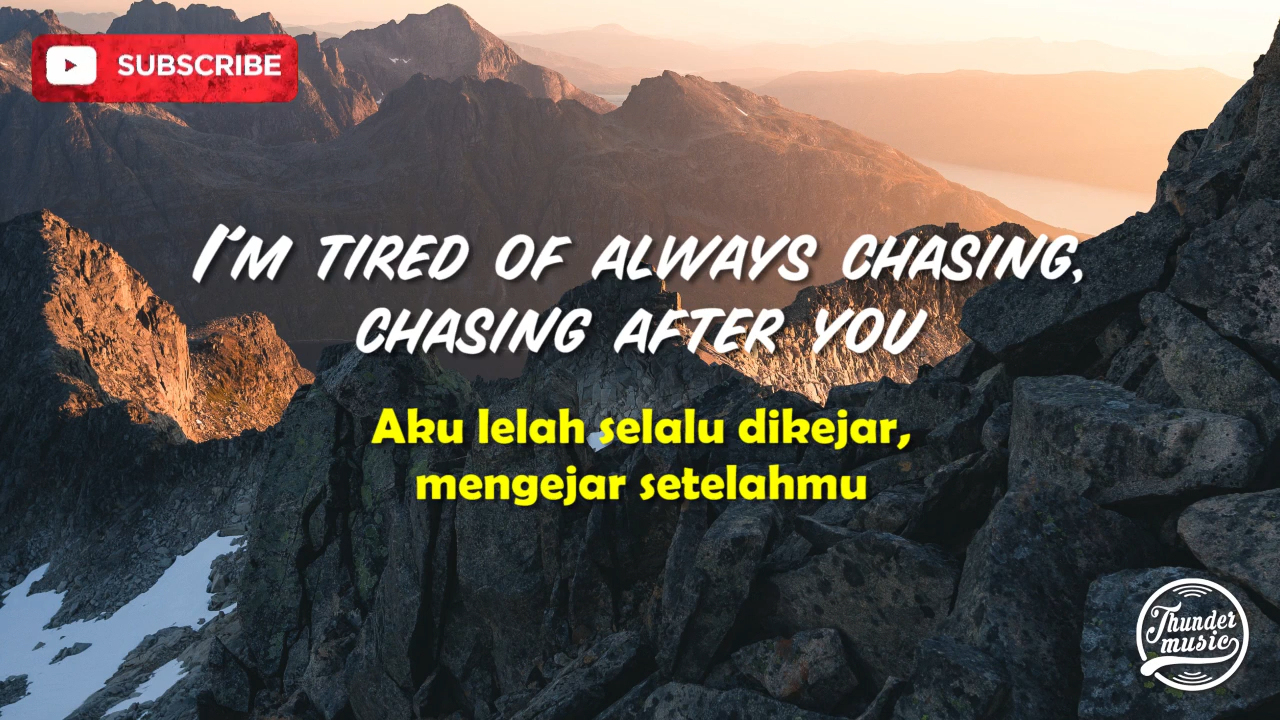 SUBSCRIBE
I'M TIRED OF ALWAYS CHASING,
CHASING AFTER YOU
Aku lelah selalu dikejar,
mengejar setelahmu
Thunder
music